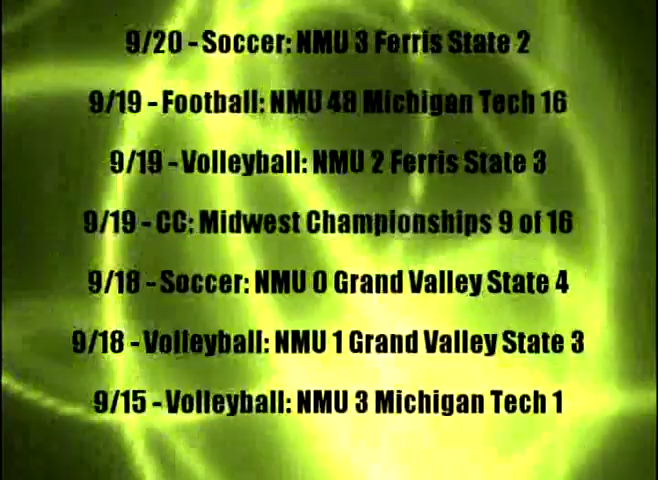 9/20 - Soccer: NMU 3 Ferris State 2
9/19 - Football: NMU 48 Michigan Tech 16
9/19 - Volleyball: NMU 2 Ferris State 3
9/19 - CC: Midwest Championships 9 of 16
9/18 - Soccer: NMU 0 Grand Valley State 4
9/18 - Volleyball: NMU 1 Grand Valley State 3
9/15 - Volleyball: NMU 3 Michigan Tech 1